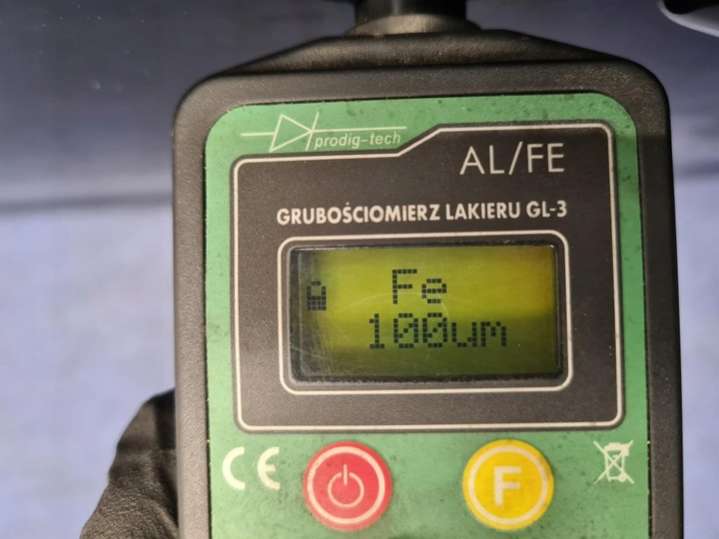 prodig-tech
AL/FE
GRUBOŚCIOMIERZ LAKIERU GL-3
Fe
100um
CE
F